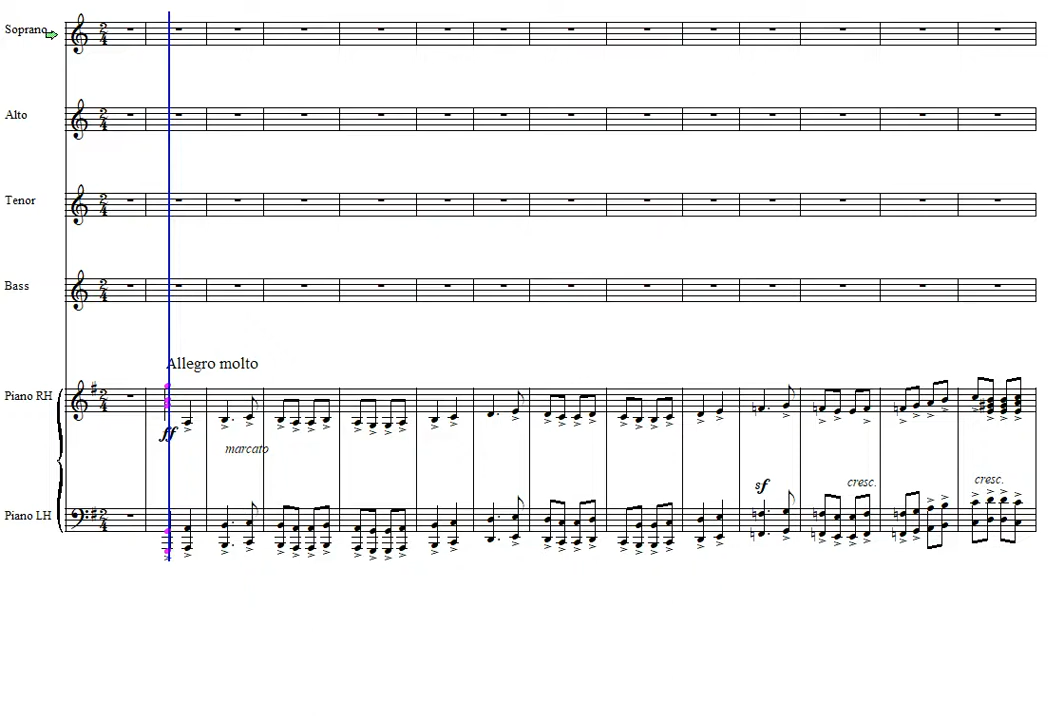 Soprano
Alto
Tenor
Bass
Allegro molto
Piano RH
ff
marcato
sf
cresc.
cresc.
Piano LH